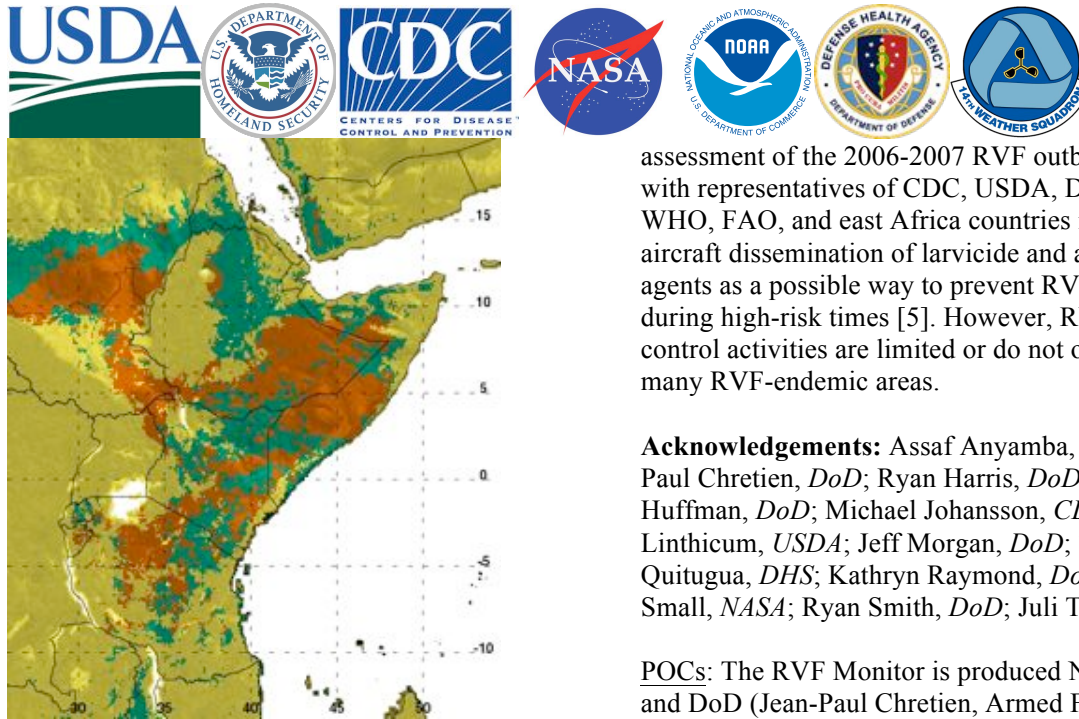 USDA
U.S. DEPARTMENT OF
HOMELAND SECURITY
CDC
CENTERS FOR DISEASE
CONTROL AND PREVENTION
NASA
NATIONAL OCEANIC AND ATMOSPHERIC ADMINISTRATION
NOAA
U.S. DEPARTMENT OF COMMERCE
DEFENSE HEALTH AGENCY
DEPARTMENT OF DEFENSE
14TH WEATHER SQUADRON
15
10
5
0
-5
-10
30
40
45
50
assessment of the 2006-2007 RVF outb
with representatives of CDC, USDA, D
WHO, FAO, and east Africa countries
aircraft dissemination of larvicide and a
agents as a possible way to prevent RV
during high-risk times [5]. However, R
control activities are limited or do not o
many RVF-endemic areas.
Acknowledgements: Assaf Anyamba,
Paul Chretien, DoD; Ryan Harris, DoD
Huffman, DoD; Michael Johansson, CD
Linthicum, USDA; Jeff Morgan, DoD;
Quitugua, DHS; Kathryn Raymond, Do
Small, NASA; Ryan Smith, DoD; Juli T
POCs: The RVF Monitor is produced N
and DoD (Jean-Paul Chretien, Armed F